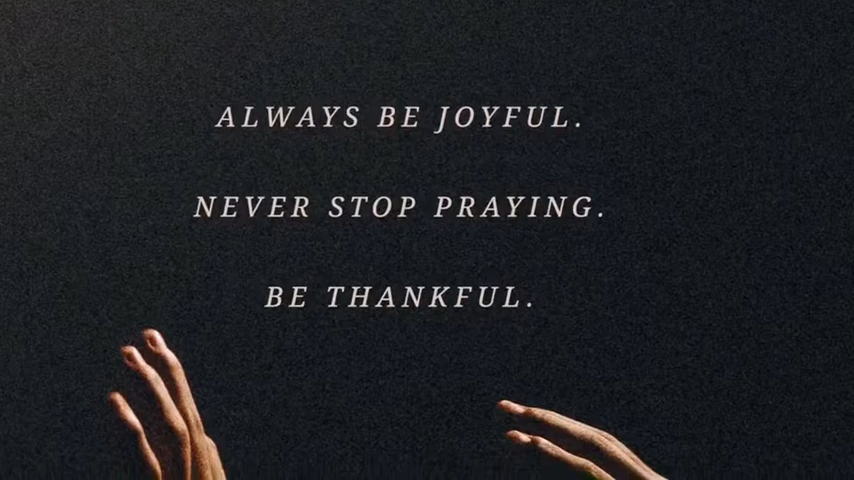 ALWAYS BE JOYFUL.
NEVER STOP PRAYING.
BE THANKFUL.